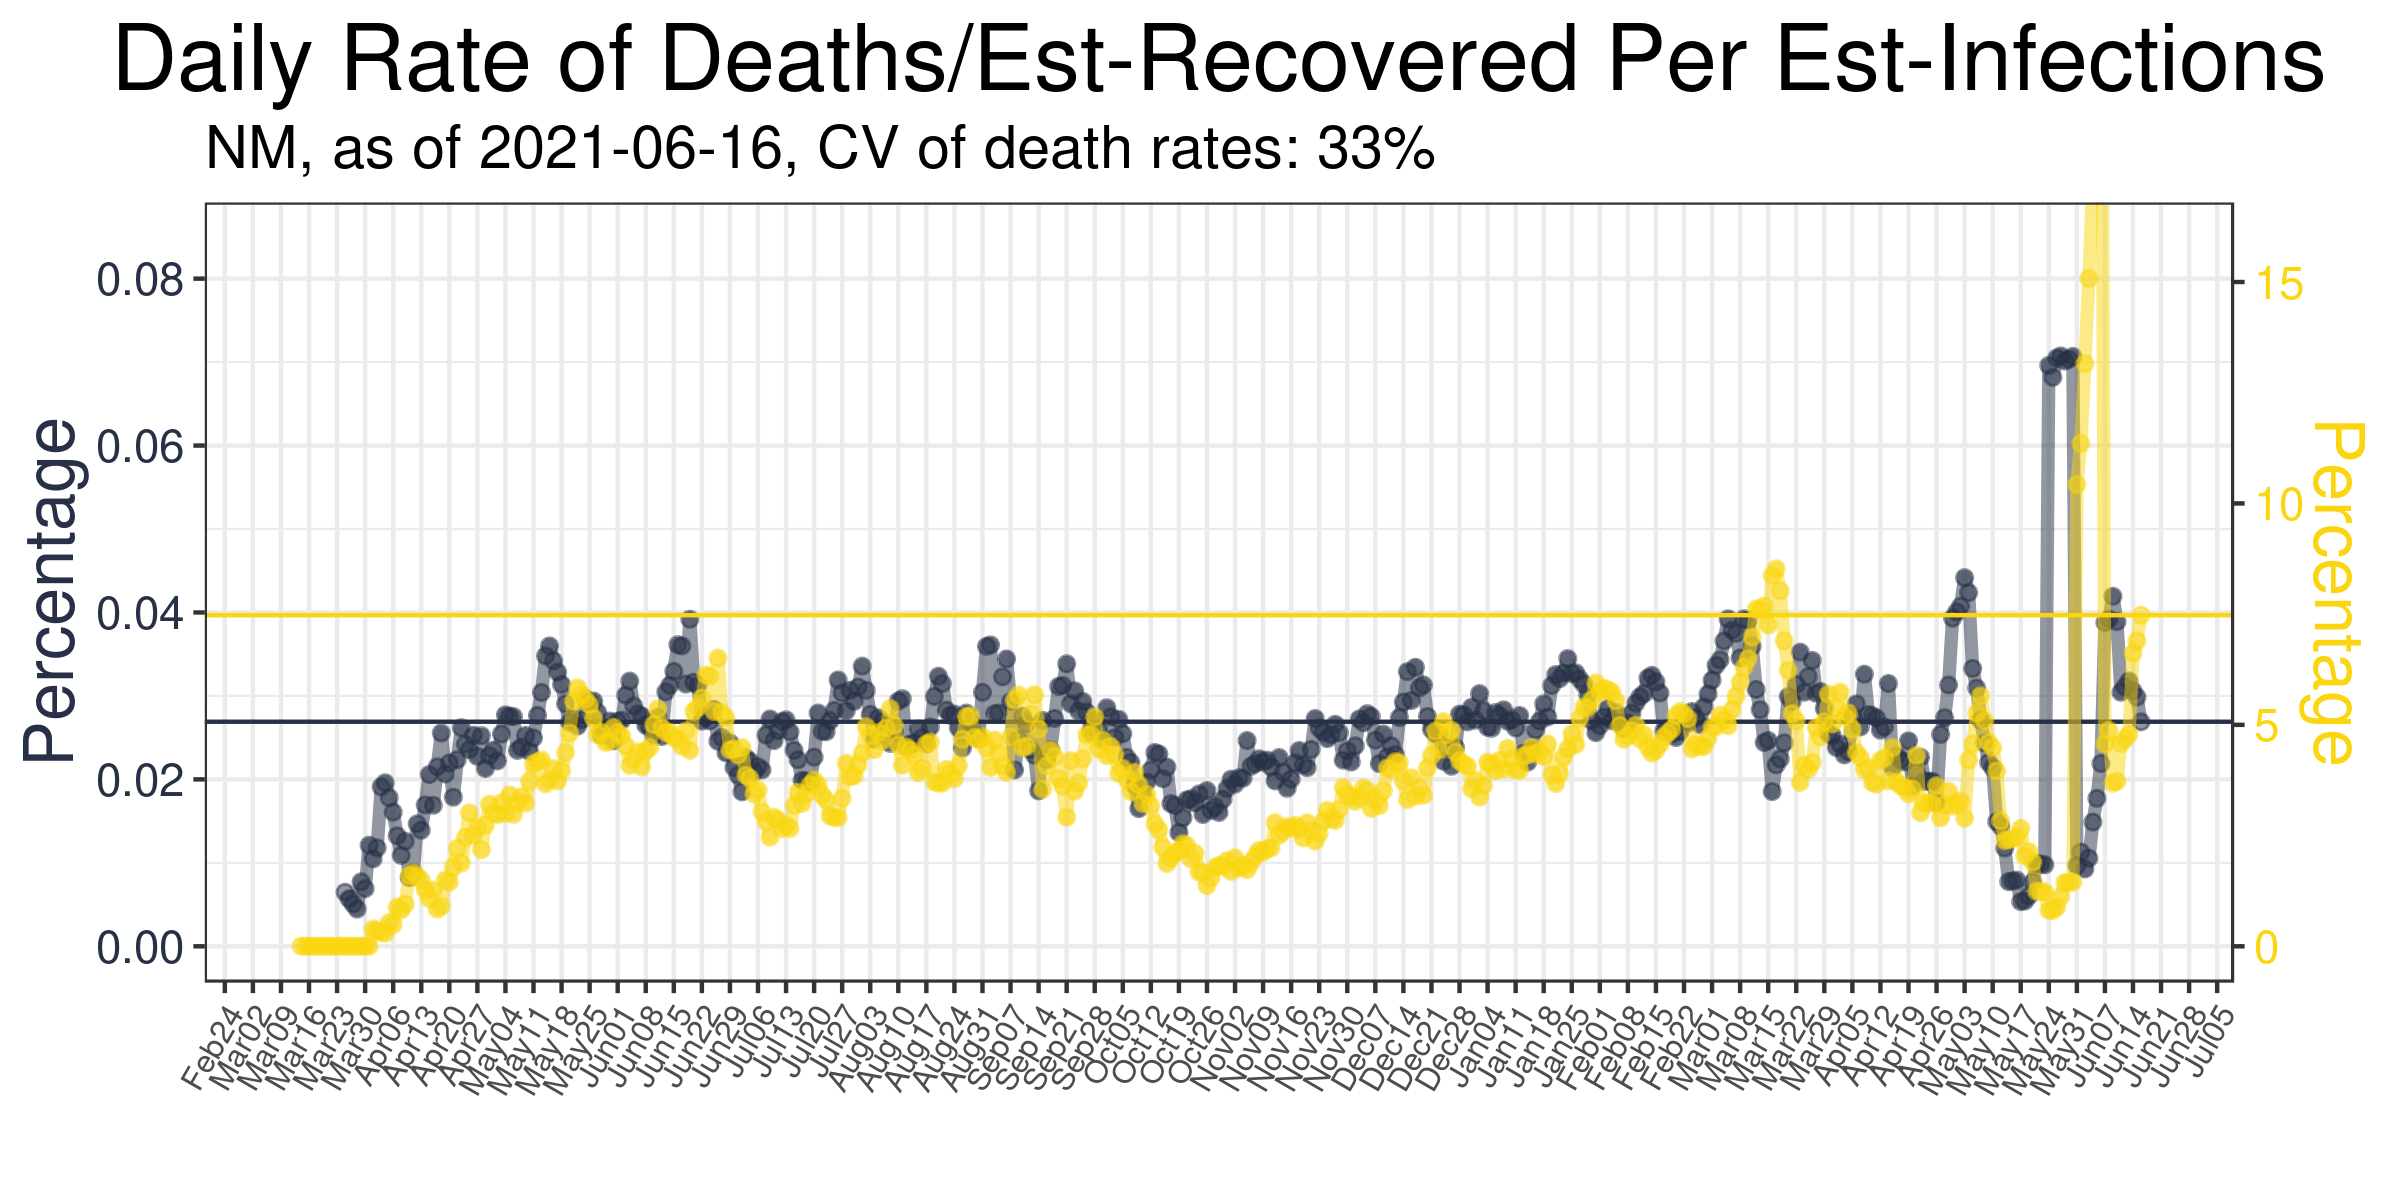 Daily Rate of Deaths/Est-Recovered Per Est-Infections
NM, as of 2021-06-16, CV of death rates: 33%
Percentage
0.08
0.06
0.04
0.02
0.00
15
10
5
0
Percentage
Feb24
Mar02
Mar09
Mar16
Mar23
Mar30
Apr06
Apr13
Apr20
Apr27
May04
May11
May18
May25
Jun01
Jun08
Jun15
Jun22
Jun29
Jul06
Jul13
Jul20
Jul27
Aug03
Aug10
Aug17
Aug24
Aug31
Sep07
Sep14
Sep21
Sep28
Oct05
Oct12
Oct19
Oct26
Nov02
Nov09
Nov16
Nov23
Nov30
Dec07
Dec14
Dec21
Dec28
Jan04
Jan11
Jan18
Jan25
Feb01
Feb08
Feb15
Feb22
Mar01
Mar08
Mar15
Mar22
Mar29
Apr05
Apr12
Apr19
Apr26
May03
May10
May17
May24
May31
Jun07
Jun14
Jun21
Jun28
Jul05